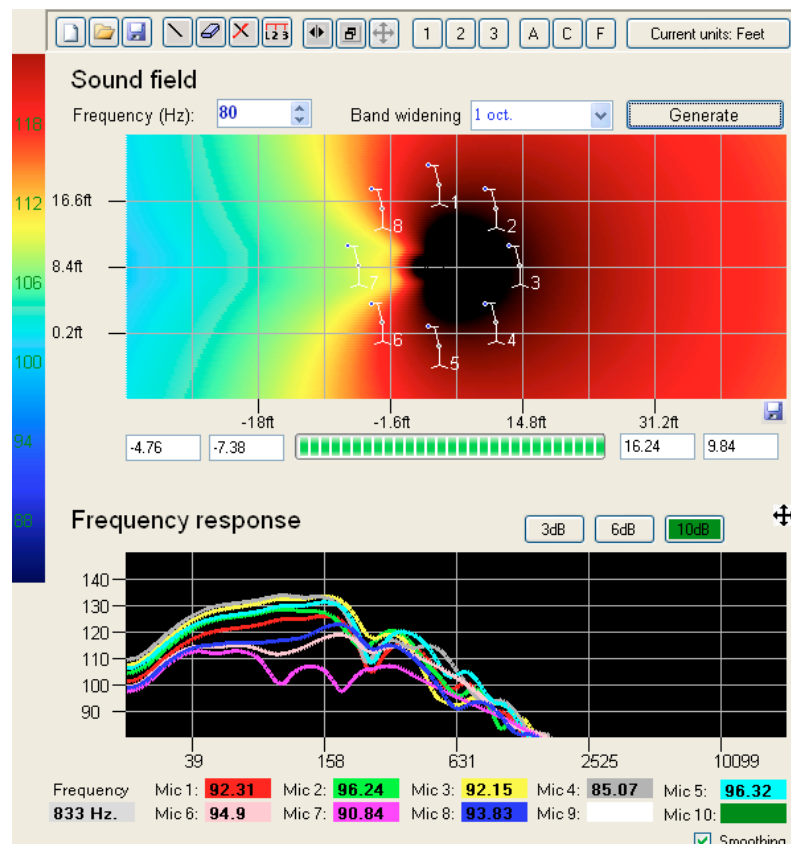 1 2 3 1 2 3 A C F Current units: Feet
Sound field
Frequency (Hz): 80 Band widening 1 oct. Generate
118
112
106
100
94
88
16.6ft
8.4ft
0.2ft
1
8 2
7 3
6 4
5
-18ft -1.6ft 14.8ft 31.2ft
-4.76 -7.38 16.24 9.84
Frequency response 3dB 6dB 10dB
140
130
120
110
100
90
39 158 631 2525 10099
Frequency Mic 1: 92.31 Mic 2: 96.24 Mic 3: 92.15 Mic 4: 85.07 Mic 5: 96.32
833 Hz. Mic 6: 94.9 Mic 7: 90.84 Mic 8: 93.83 Mic 9: Mic 10:
Smoothing